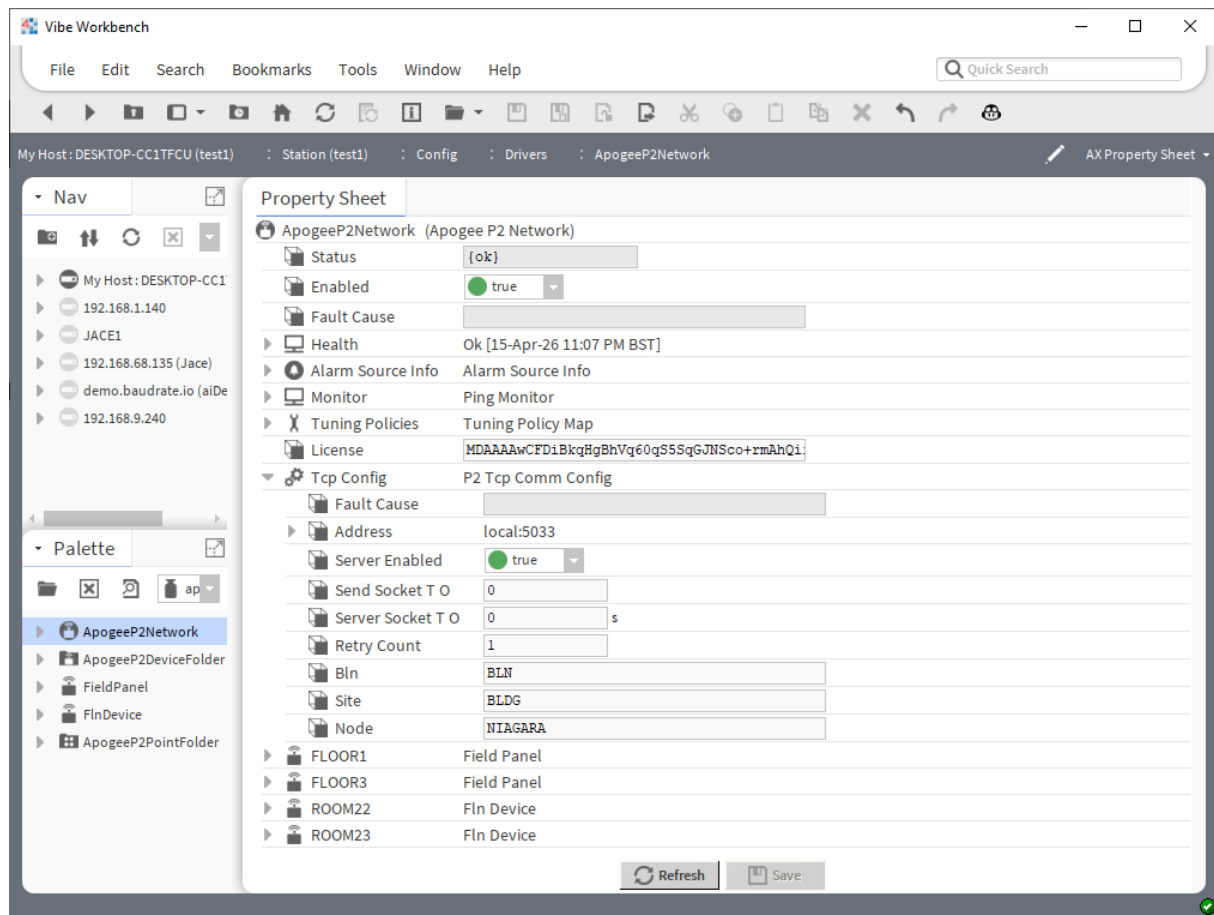 Vibe Workbench
File Edit Search Bookmarks Tools Window Help
Quick Search
My Host : DESKTOP-CC1TFCU (test1) : Station (test1) : Config : Drivers : ApogeeP2Network
AX Property Sheet
Nav
My Host : DESKTOP-CC1
192.168.1.140
JACE1
192.168.68.135 (Jace)
demo.baudrate.io (aiDe
192.168.9.240
Palette
ap
ApogeeP2Network
ApogeeP2DeviceFolder
FieldPanel
FlnDevice
ApogeeP2PointFolder
Property Sheet
ApogeeP2Network (Apogee P2 Network)
Status {ok}
Enabled true
Fault Cause
Health Ok [15-Apr-26 11:07 PM BST]
Alarm Source Info Alarm Source Info
Monitor Ping Monitor
Tuning Policies Tuning Policy Map
License MDAAAAwCFDiBkqHgBhVq60qS5SqGJNSco+rmAhQi
Tcp Config P2 Tcp Comm Config
Fault Cause
Address local:5033
Server Enabled true
Send Socket T O 0
Server Socket T O 0 s
Retry Count 1
Bln BLN
Site BLDG
Node NIAGARA
FLOOR1 Field Panel
FLOOR3 Field Panel
ROOM22 Fln Device
ROOM23 Fln Device
Refresh Save